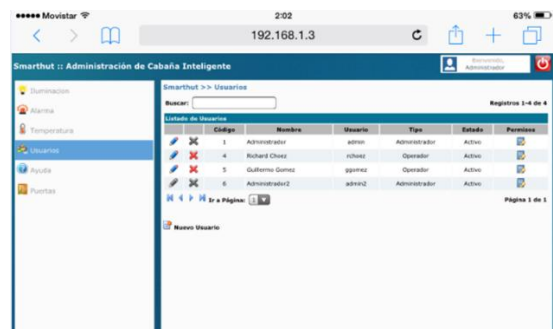 Movistar 2:02 63%
192.168.1.3
Smarthut :: Administración de Cabaña Inteligente
Bienvenido,
Administrador
Iluminacion
Alarma
Temperatura
Usuarios
Ayuda
Puertas
Smarthut >> Usuarios
Buscar:
Registros 1-4 de 4
Listado de Usuarios
Código Nombre Usuario Tipo Estado Permisos
1 Administrador admin Administrador Activo
4 Richard Choez rchoez Operador Activo
5 Guillermo Gomez ggomez Operador Activo
6 Administrador2 admin2 Administrador Activo
Ir a Página: 1
Página 1 de 1
Nuevo Usuario